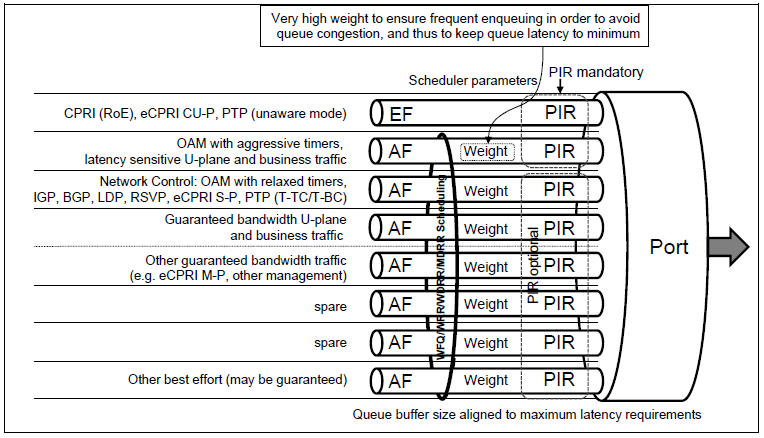 Very high weight to ensure frequent enqueuing in order to avoid
queue congestion, and thus to keep queue latency to minimum
Scheduler parameters
PIR mandatory
CPRI (RoE), eCPRI CU-P, PTP (unaware mode)
EF
PIR
OAM with aggressive timers,
latency sensitive U-plane and business traffic
AF
Weight
PIR
Network Control: OAM with relaxed timers,
IGP, BGP, LDP, RSVP, eCPRI S-P, PTP (T-TC/T-BC)
AF
Weight
PIR
Guaranteed bandwidth U-plane
and business traffic
AF
Weight
PIR
Other guaranteed bandwidth traffic
(e.g. eCPRI M-P, other management)
AF
Weight
PIR
spare
AF
Weight
PIR
spare
AF
Weight
PIR
Other best effort (may be guaranteed)
AF
Weight
PIR
WFQ/WRR/WDRR/MDRR Scheduling
PIR optional
Port
Queue buffer size aligned to maximum latency requirements